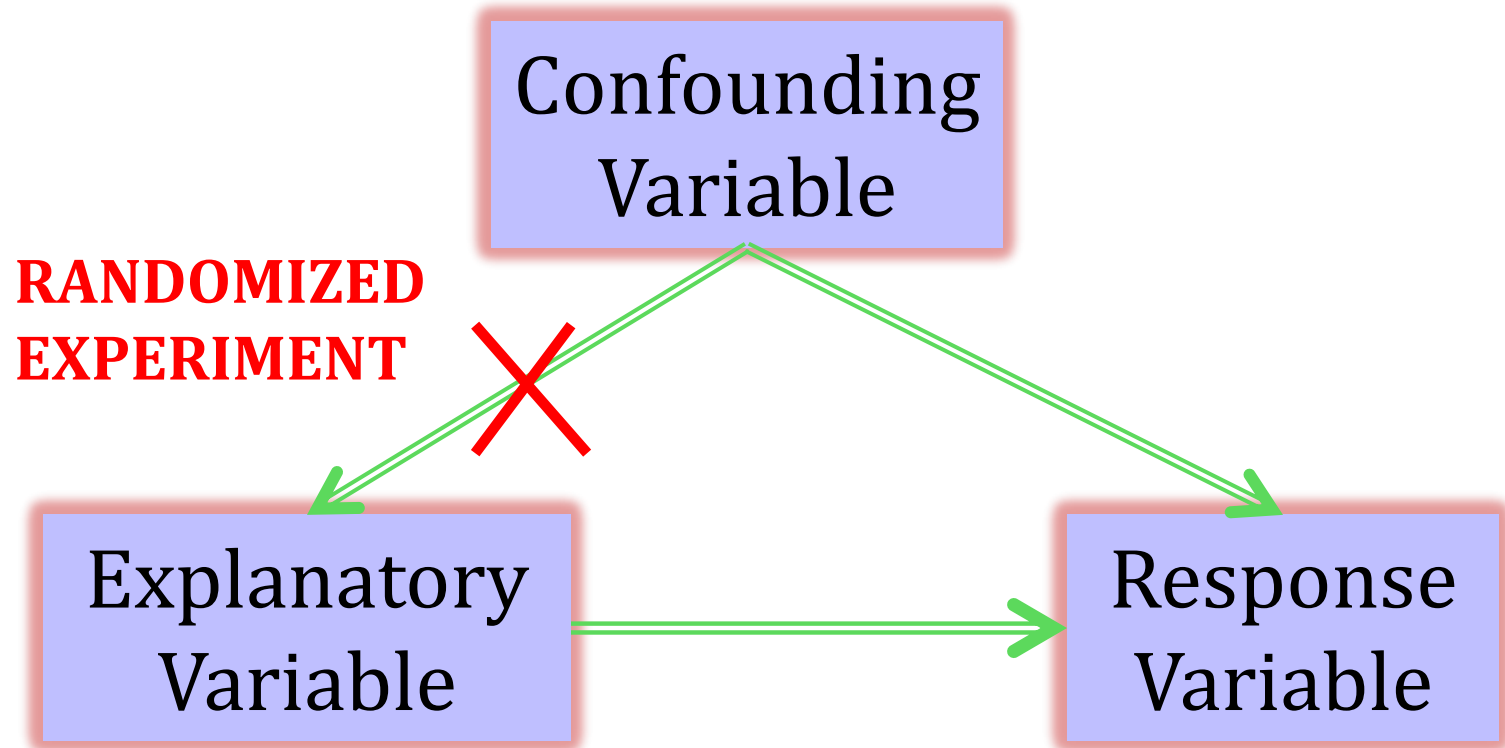 Confounding
Variable
RANDOMIZED
EXPERIMENT
Explanatory
Variable
Response
Variable